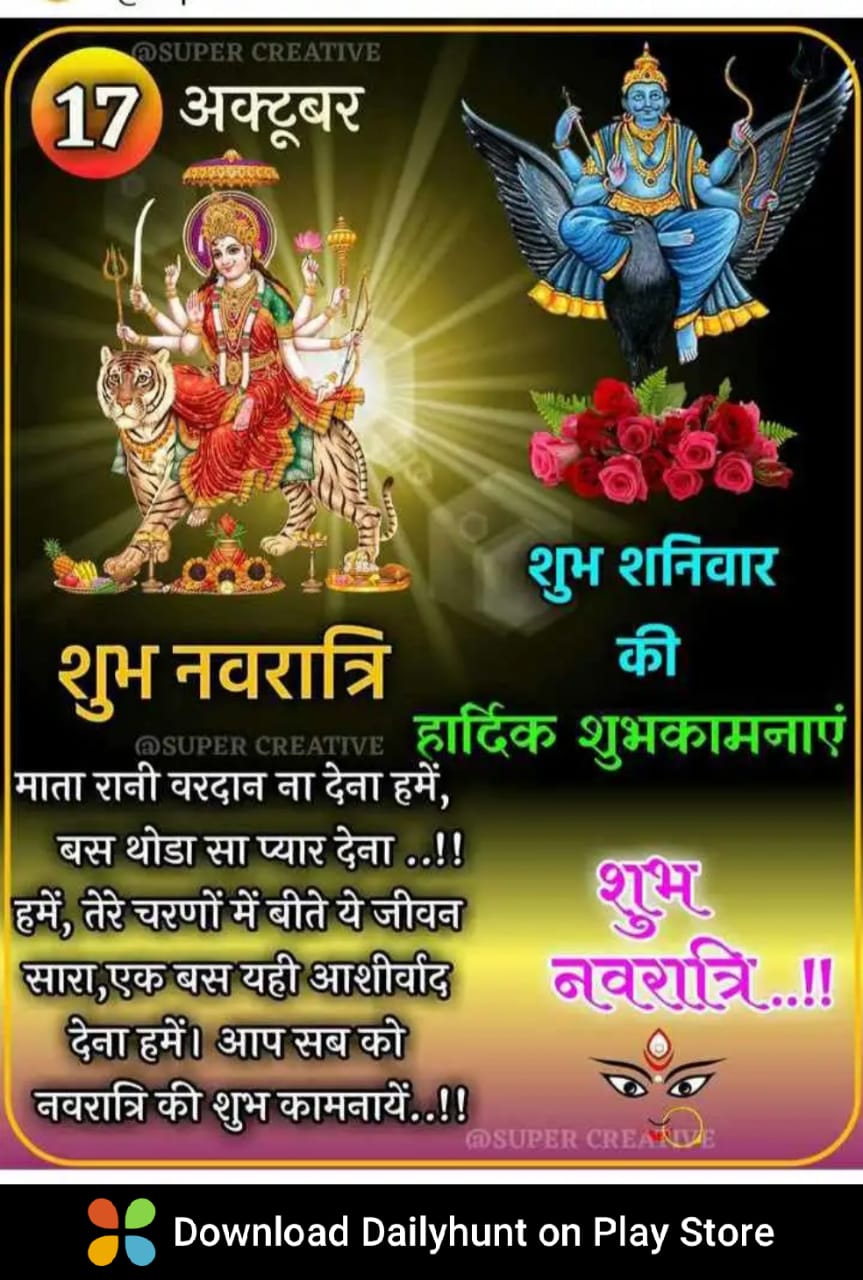 @SUPER CREATIVE
17 अक्टूबर
शुभ शनिवार
की
हार्दिक शुभकामनाएं
शुभ नवरात्रि
@SUPER CREATIVE
माता रानी वरदान ना देना हमें,
बस थोडा सा प्यार देना ..!!
हमें, तेरे चरणों में बीते ये जीवन
सारा,एक बस यही आशीर्वाद
देना हमें। आप सब को
नवरात्रि की शुभ कामनायें..!!
शुभ
नवरात्रि...!!
@SUPER CREATIVE
Download Dailyhunt on Play Store